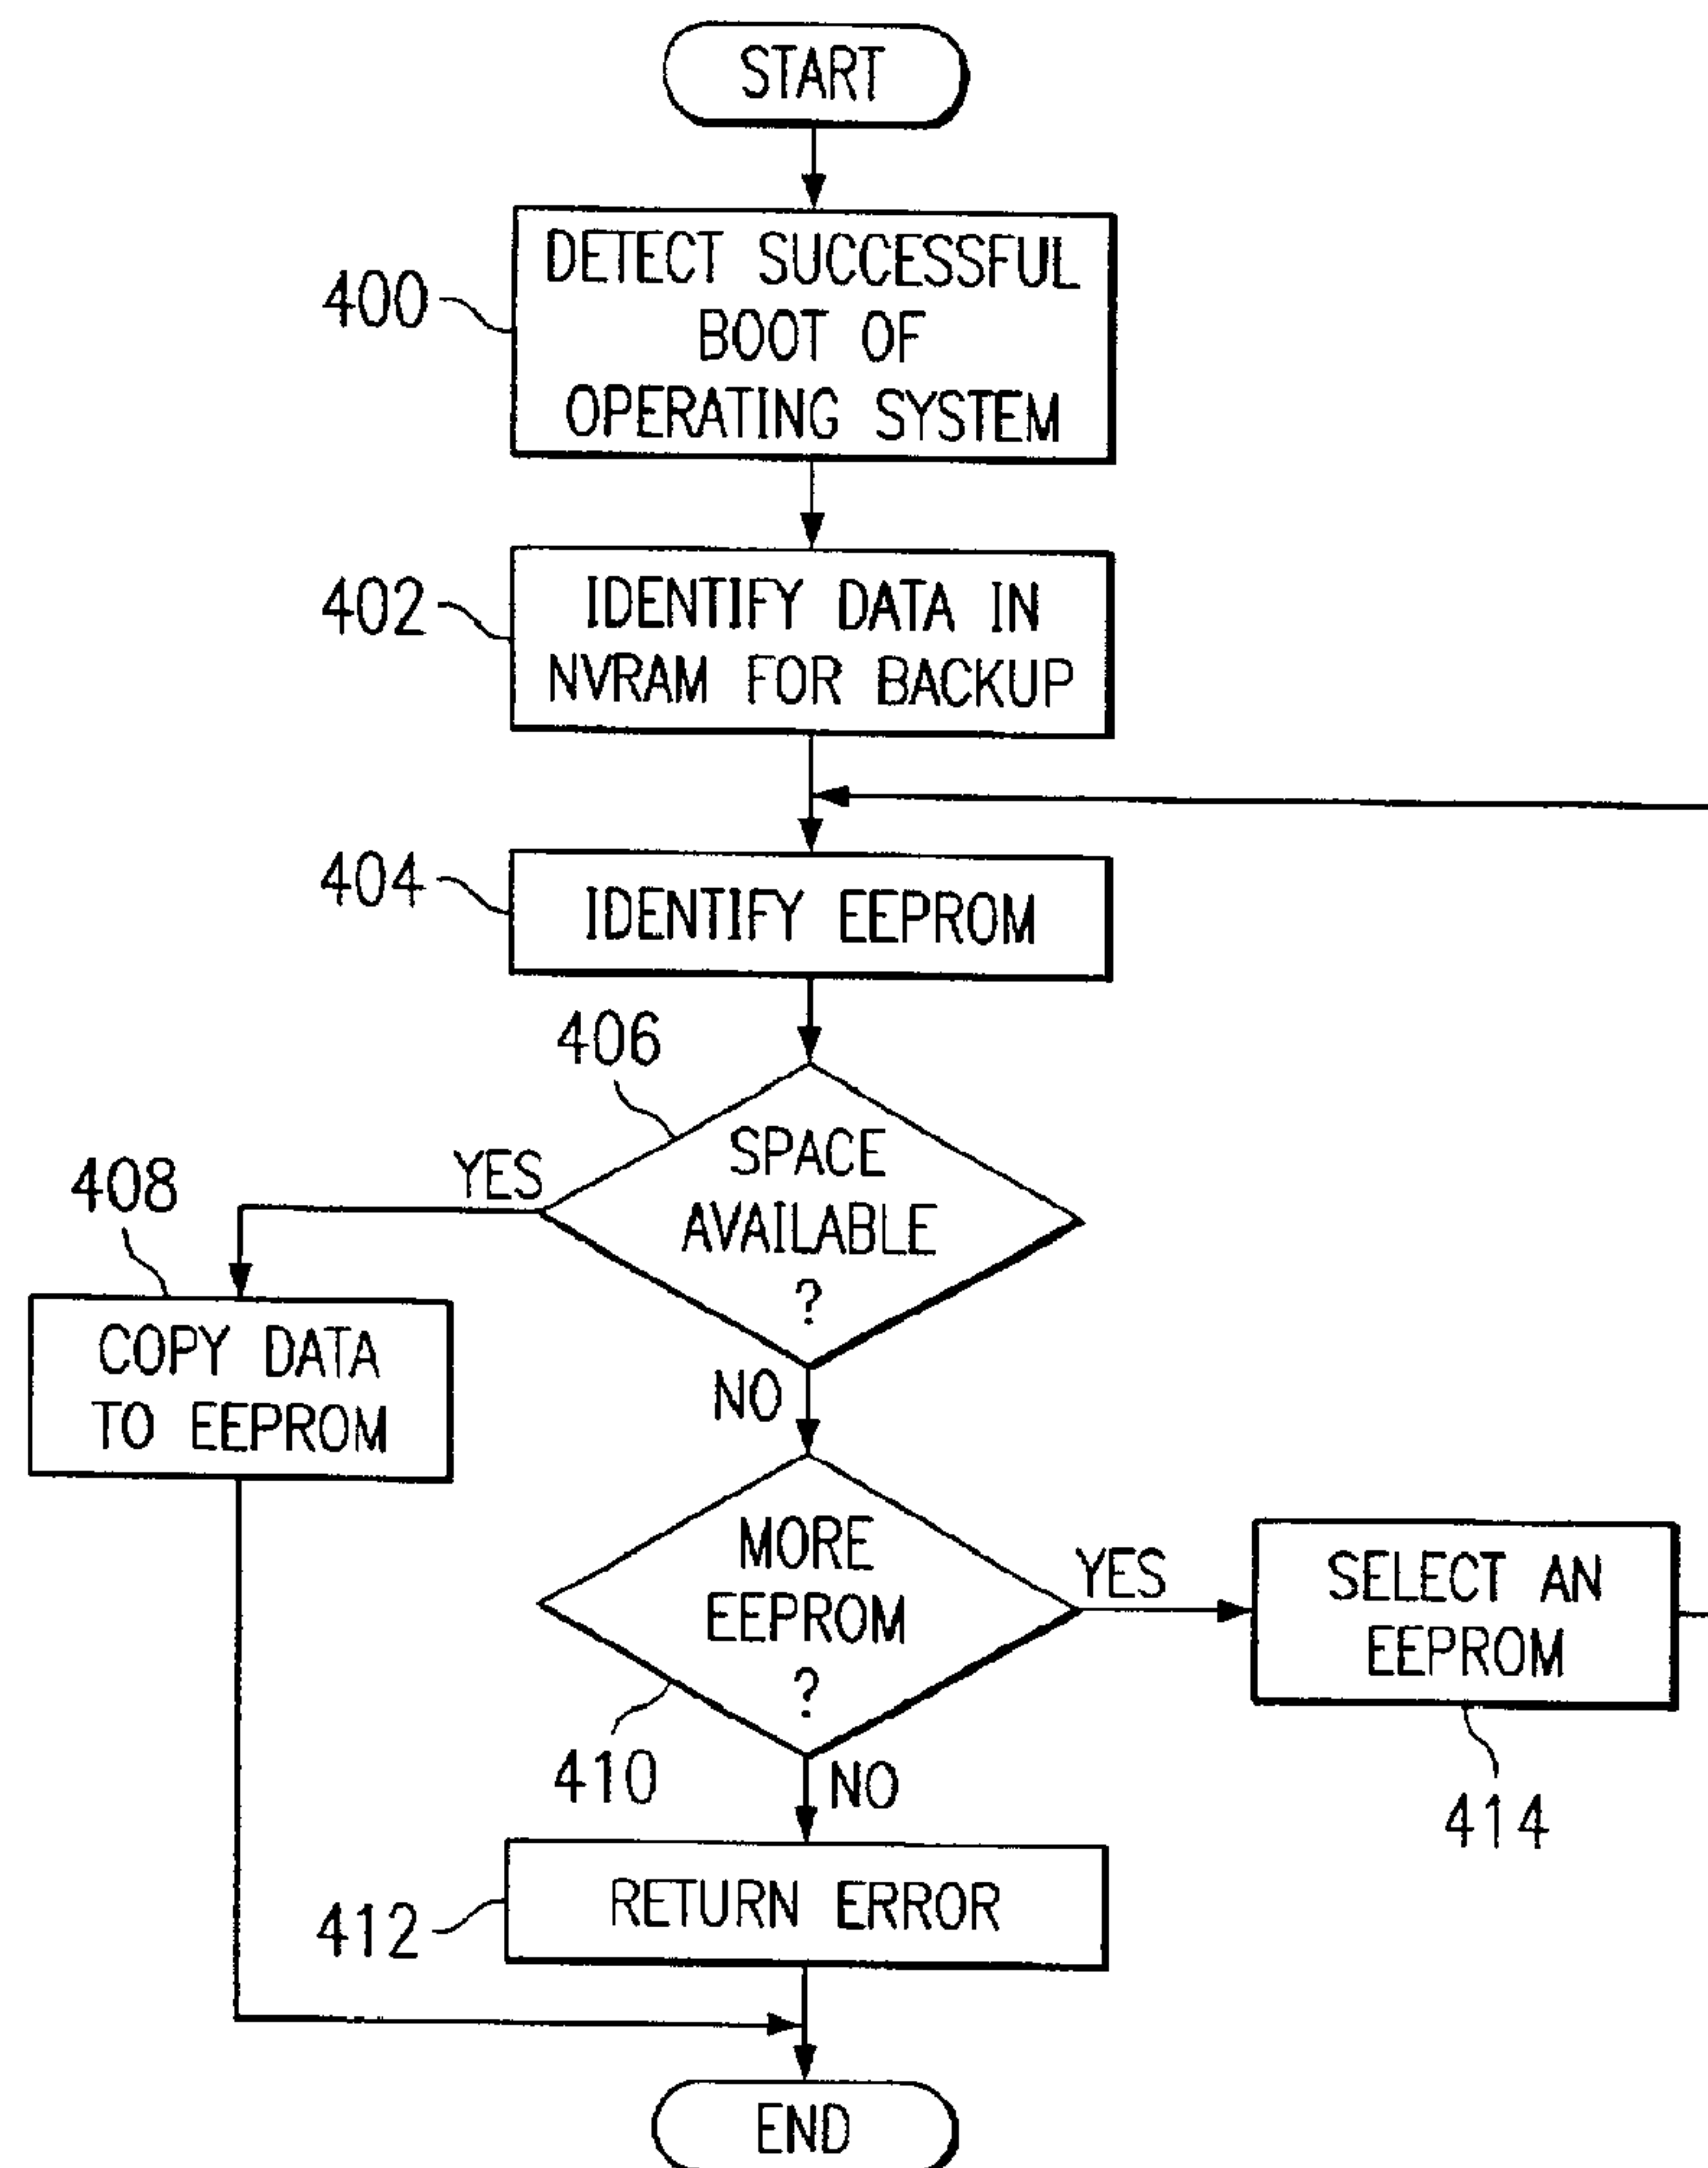 START
400
DETECT SUCCESSFUL
BOOT OF
OPERATING SYSTEM
402
IDENTIFY DATA IN
NVRAM FOR BACKUP
404
IDENTIFY EEPROM
406
SPACE
AVAILABLE
?
YES
408
COPY DATA
TO EEPROM
NO
MORE
EEPROM
?
YES
SELECT AN
EEPROM
410
NO
414
412
RETURN ERROR
END